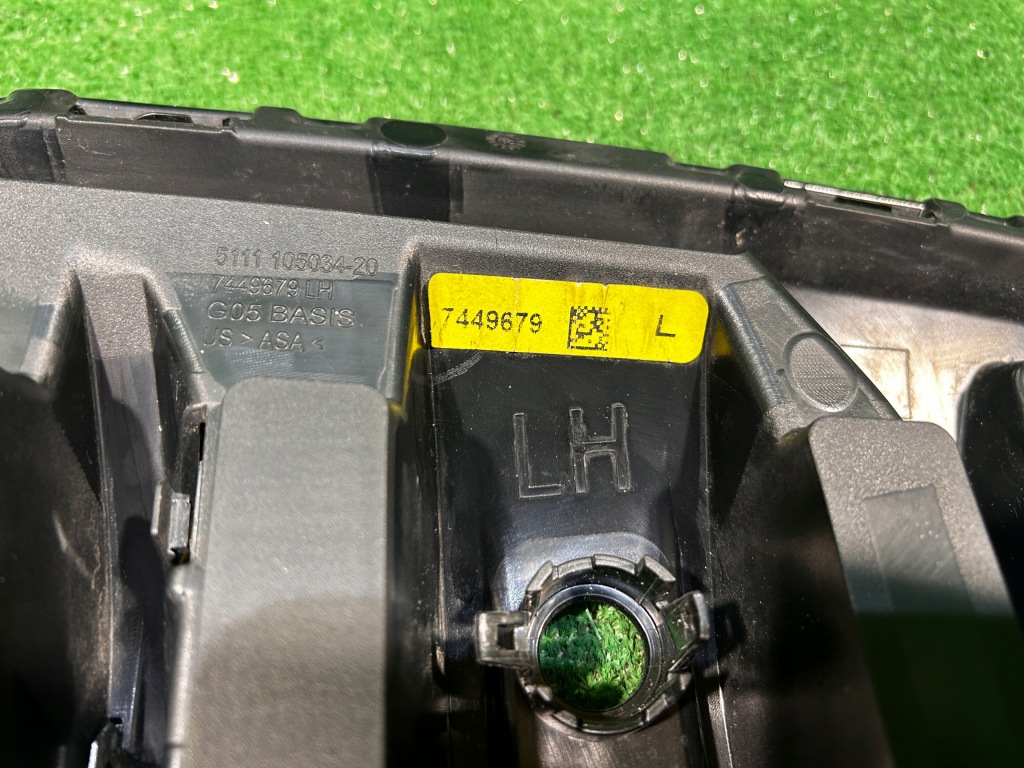 5111 105034-20
7449679 LH
G05 BASIS
US > ASA <
7449679 L
LH